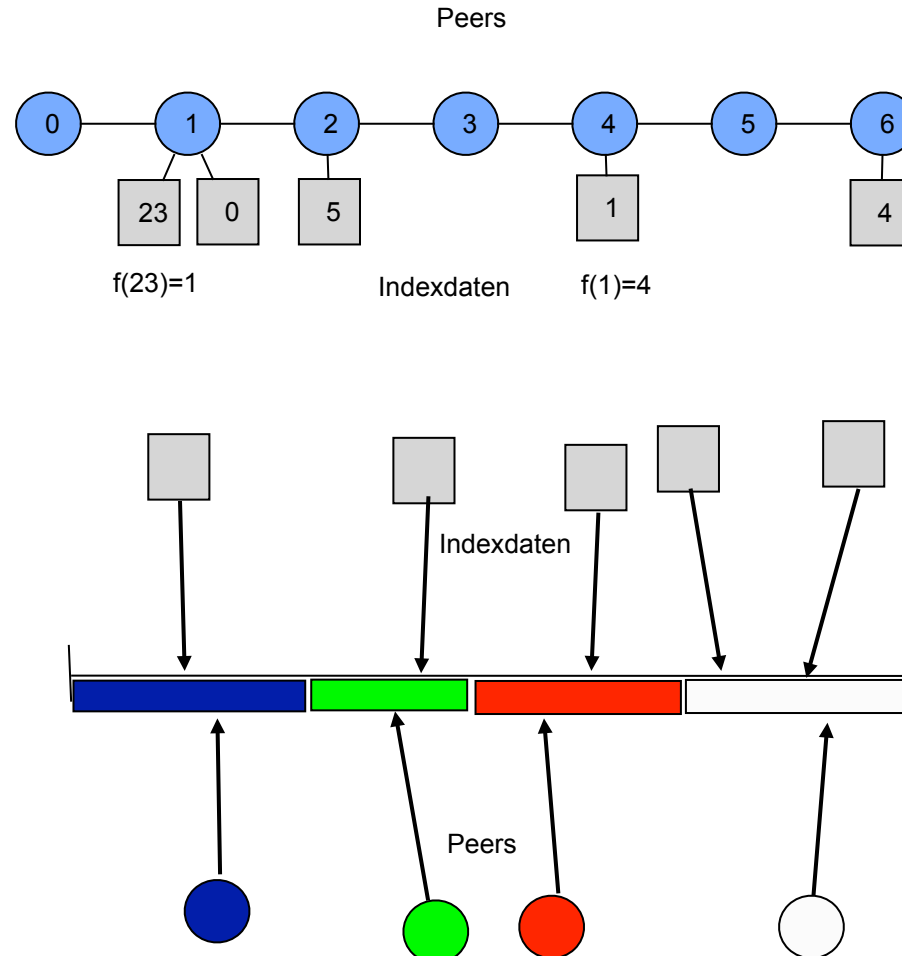 Peers
0 1 2 3 4 5 6
23 0 5 1 4
f(23)=1 Indexdaten f(1)=4
Indexdaten
Peers